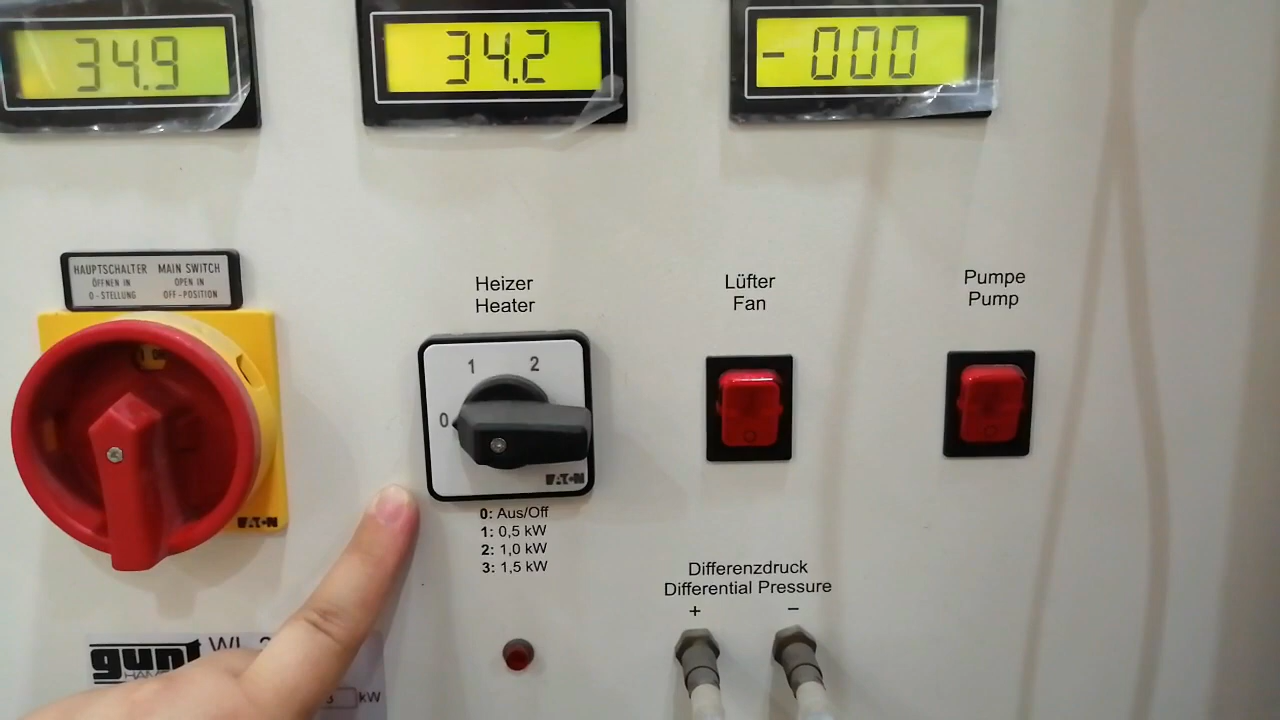 34.9
34.2
-000
HAUPTSCHALTER MAIN SWITCH
ÖFFNEN IN OPEN IN
0-STELLUNG OFF-POSITION
Heizer
Heater
Lüfter
Fan
Pumpe
Pump
1 2
0
EATON
EATON
0: Aus/Off
1: 0,5 kW
2: 1,0 kW
3: 1,5 kW
Differenzdruck
Differential Pressure
+ −
gunt WL
kW